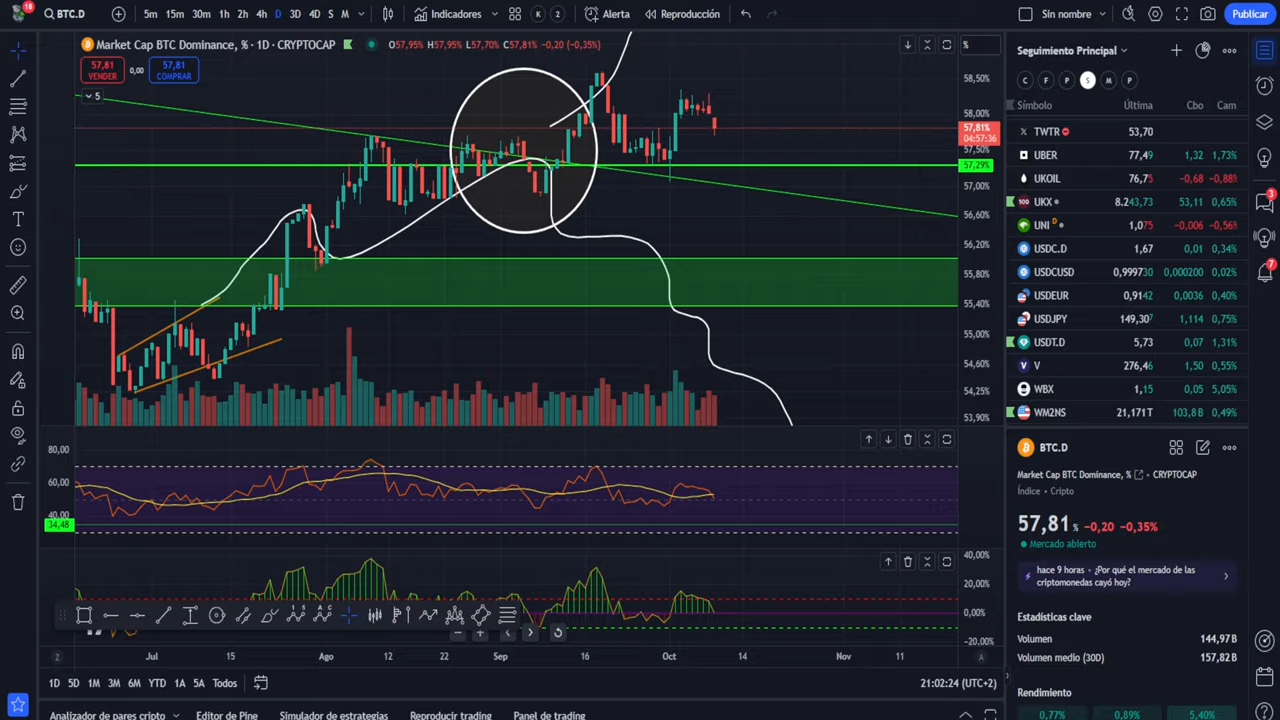 18
BTC.D
5m 15m 30m 1h 2h 4h D 3D 4D S M
Indicadores
K 2
Alerta
Reproducción
Sin nombre
Publicar
Market Cap BTC Dominance, % · 1D · CRYPTOCAP
O57,95% H57,95% L57,70% C57,81% −0,20 (−0,35%)
57,81
VENDER
0,00
57,81
COMPRAR
5
%
58,50%
58,00%
57,81%
04:57:36
57,50%
57,29%
57,00%
56,60%
56,20%
55,80%
55,40%
55,00%
54,60%
54,25%
53,90%
80,00
60,00
40,00
34,48
40,00%
20,00%
0,00%
−20,00%
Jul 15 Ago 12 22 Sep 16 Oct 14 Nov 11
1D 5D 1M 3M 6M YTD 1A 5A Todos
21:02:24 (UTC+2)
Analizador de pares cripto
Editor de Pine
Simulador de estrategias
Reproducir trading
Panel de trading
Seguimiento Principal
C F P S M P
Símbolo Última Cbo Cam
TWTR 53,70
UBER 77,49 1,32 1,73%
UKOIL 76,75 −0,68 −0,88%
UKX 8.243,73 53,11 0,65%
UNI D 1,075 −0,006 −0,56%
USDC.D 1,67 0,01 0,34%
USDCUSD 0,999730 0,000200 0,02%
USDEUR 0,9142 0,0036 0,40%
USDJPY 149,307 1,114 0,75%
USDT.D 5,73 0,07 1,31%
V 276,46 1,50 0,55%
WBX 1,15 0,05 5,05%
WM2NS 21,171T 103,8B 0,49%
BTC.D
Market Cap BTC Dominance, % · CRYPTOCAP
Índice · Cripto
57,81 % −0,20 −0,35%
Mercado abierto
hace 9 horas · ¿Por qué el mercado de las
criptomonedas cayó hoy?
Estadísticas clave
Volumen 144,97B
Volumen medio (30D) 157,82B
Rendimiento
0,77% 0,89% 5,40%
3
7